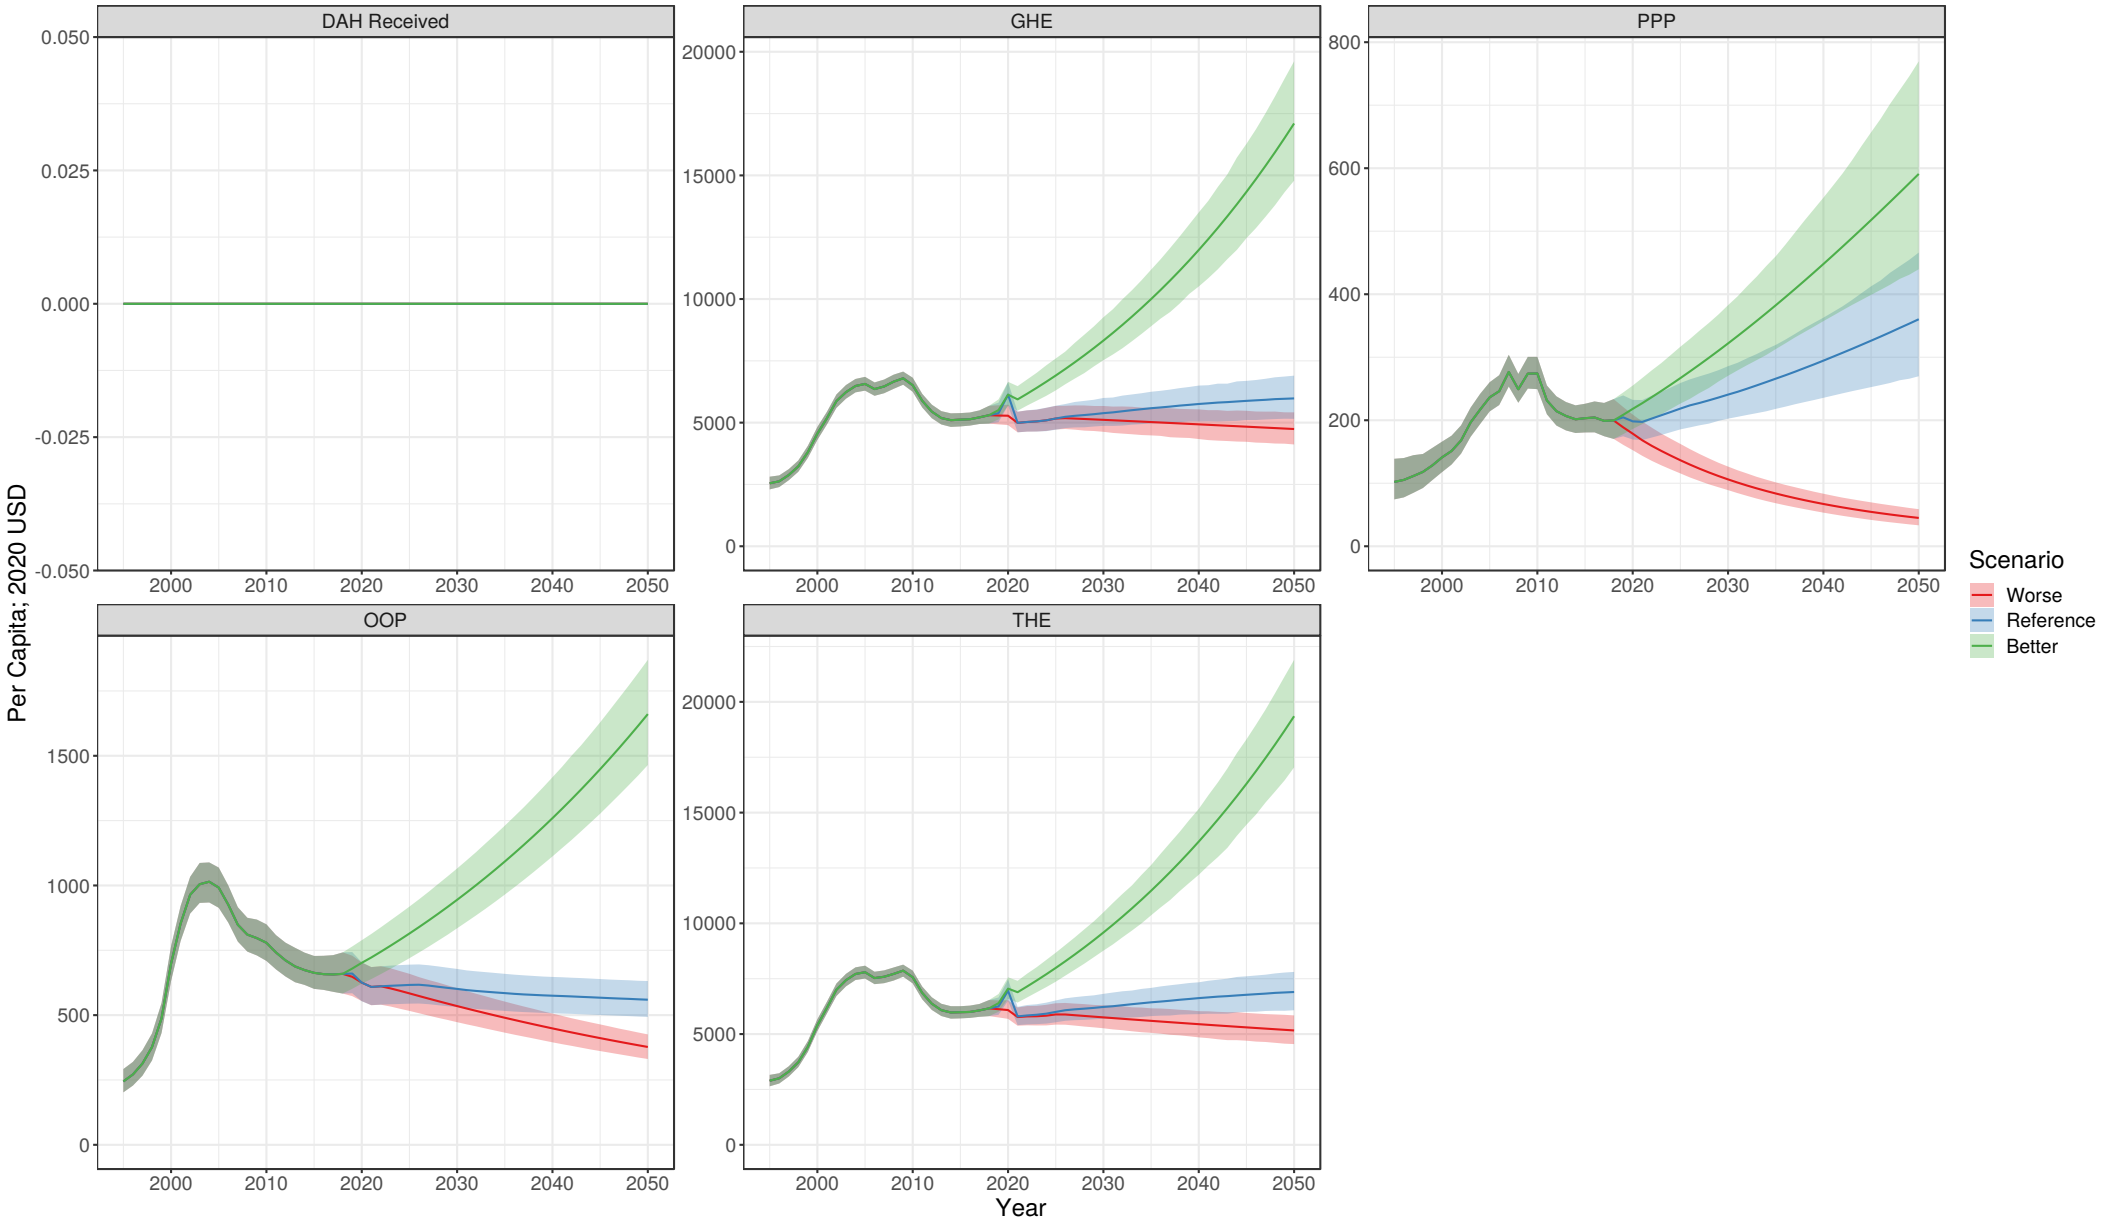 DAH Received
GHE
PPP
0.050
0.025
0.000
-0.025
-0.050
20000
15000
10000
5000
0
800
600
400
200
0
2000 2010 2020 2030 2040 2050
2000 2010 2020 2030 2040 2050
2000 2010 2020 2030 2040 2050
Per Capita; 2020 USD
OOP
THE
1500
1000
500
0
20000
15000
10000
5000
0
2000 2010 2020 2030 2040 2050
2000 2010 2020 2030 2040 2050
Year
Scenario
Worse
Reference
Better